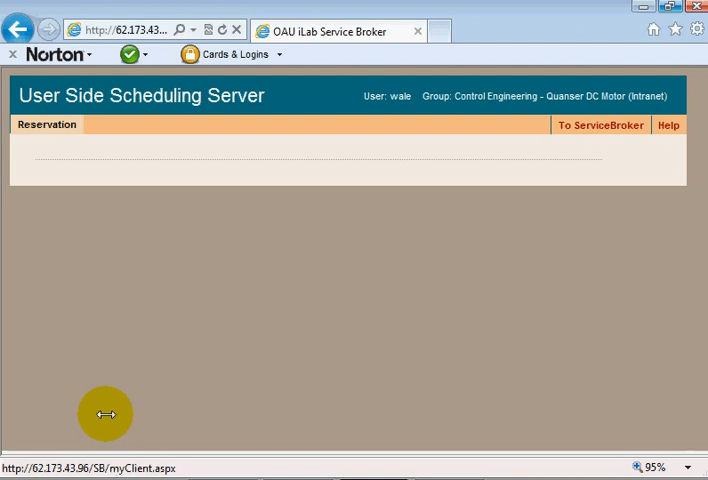 http://62.173.43...
OAU iLab Service Broker
x Norton
Cards & Logins
User Side Scheduling Server
User: wale Group: Control Engineering - Quanser DC Motor (Intranet)
Reservation
To ServiceBroker
Help
http://62.173.43.96/SB/myClient.aspx
95%